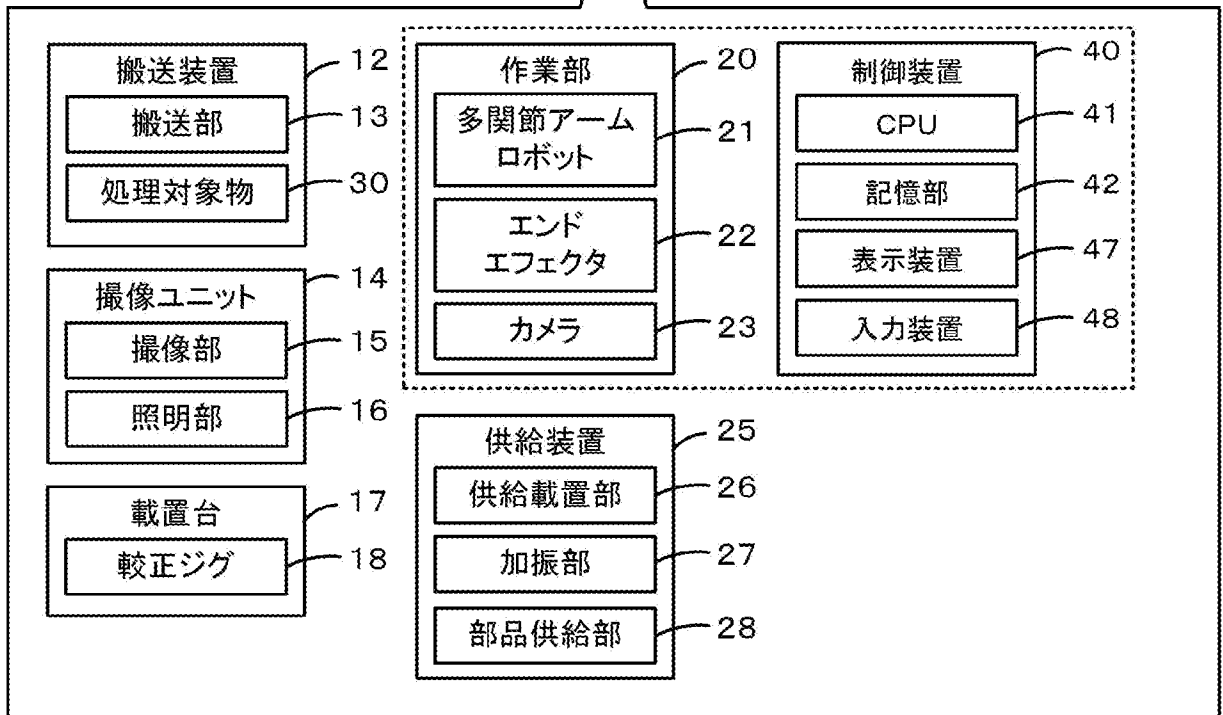 搬送装置
12
搬送部
13
処理対象物
30
撮像ユニット
14
撮像部
15
照明部
16
載置台
17
較正ジグ
18
作業部
20
多関節アーム
ロボット
21
エンド
エフェクタ
22
カメラ
23
供給装置
25
供給載置部
26
加振部
27
部品供給部
28
制御装置
40
CPU
41
記憶部
42
表示装置
47
入力装置
48